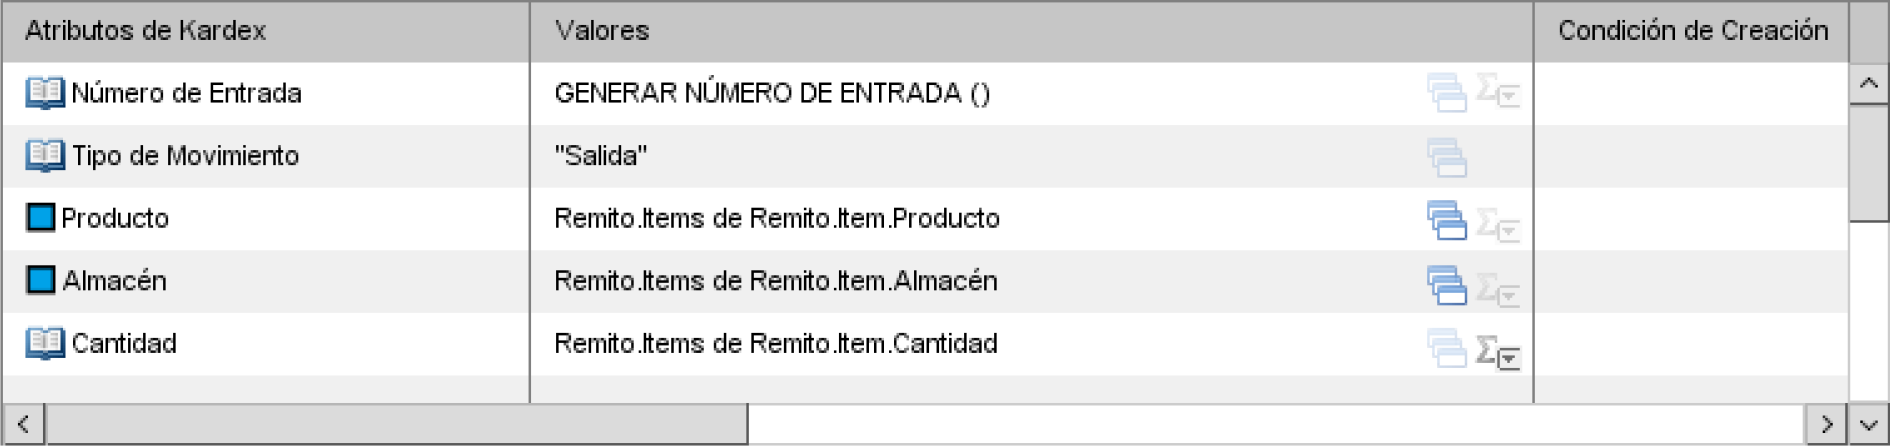 Atributos de Kardex Valores Condición de Creación
Número de Entrada GENERAR NÚMERO DE ENTRADA ()
Tipo de Movimiento "Salida"
Producto Remito.Items de Remito.Item.Producto
Almacén Remito.Items de Remito.Item.Almacén
Cantidad Remito.Items de Remito.Item.Cantidad